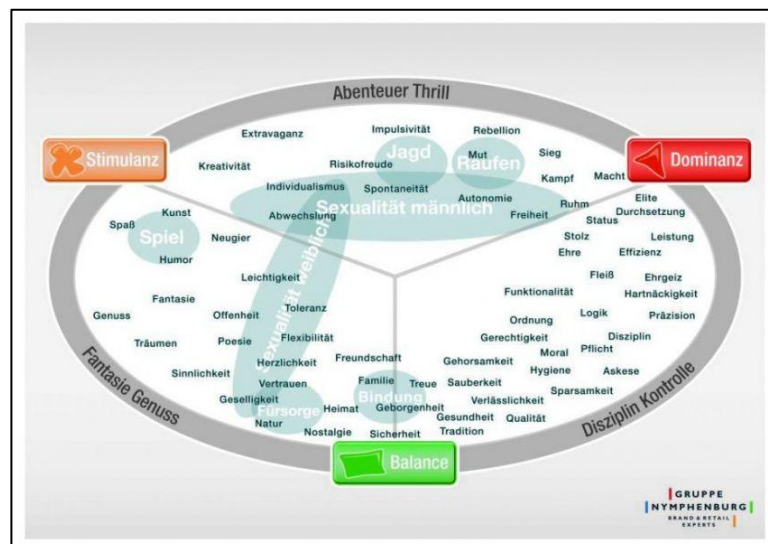 Abenteuer Thrill
Extravaganz
Impulsivität
Rebellion
Stimulanz
Kreativität
Risikofreude
Jagd
Mut
Raufen
Sieg
Kampf
Macht
Dominanz
Individualismus
Spontaneität
Autonomie
Ruhm
Elite
Abwechslung
Sexualität männlich
Freiheit
Status
Durchsetzung
Kunst
Spaß
Spiel
Neugier
Humor
Sexualität weiblich
Stolz
Leistung
Ehre
Effizienz
Leichtigkeit
Fleiß
Ehrgeiz
Funktionalität
Hartnäckigkeit
Fantasie
Genuss
Offenheit
Toleranz
Ordnung
Logik
Präzision
Träumen
Poesie
Flexibilität
Gerechtigkeit
Disziplin
Moral
Pflicht
Sinnlichkeit
Herzlichkeit
Freundschaft
Gehorsamkeit
Hygiene
Askese
Vertrauen
Familie
Treue
Sauberkeit
Sparsamkeit
Geselligkeit
Fürsorge
Heimat
Bindung
Geborgenheit
Verlässlichkeit
Natur
Gesundheit
Qualität
Nostalgie
Sicherheit
Tradition
Fantasie Genuss
Disziplin Kontrolle
Balance
GRUPPE
NYMPHENBURG
BRAND & RETAIL
EXPERTS